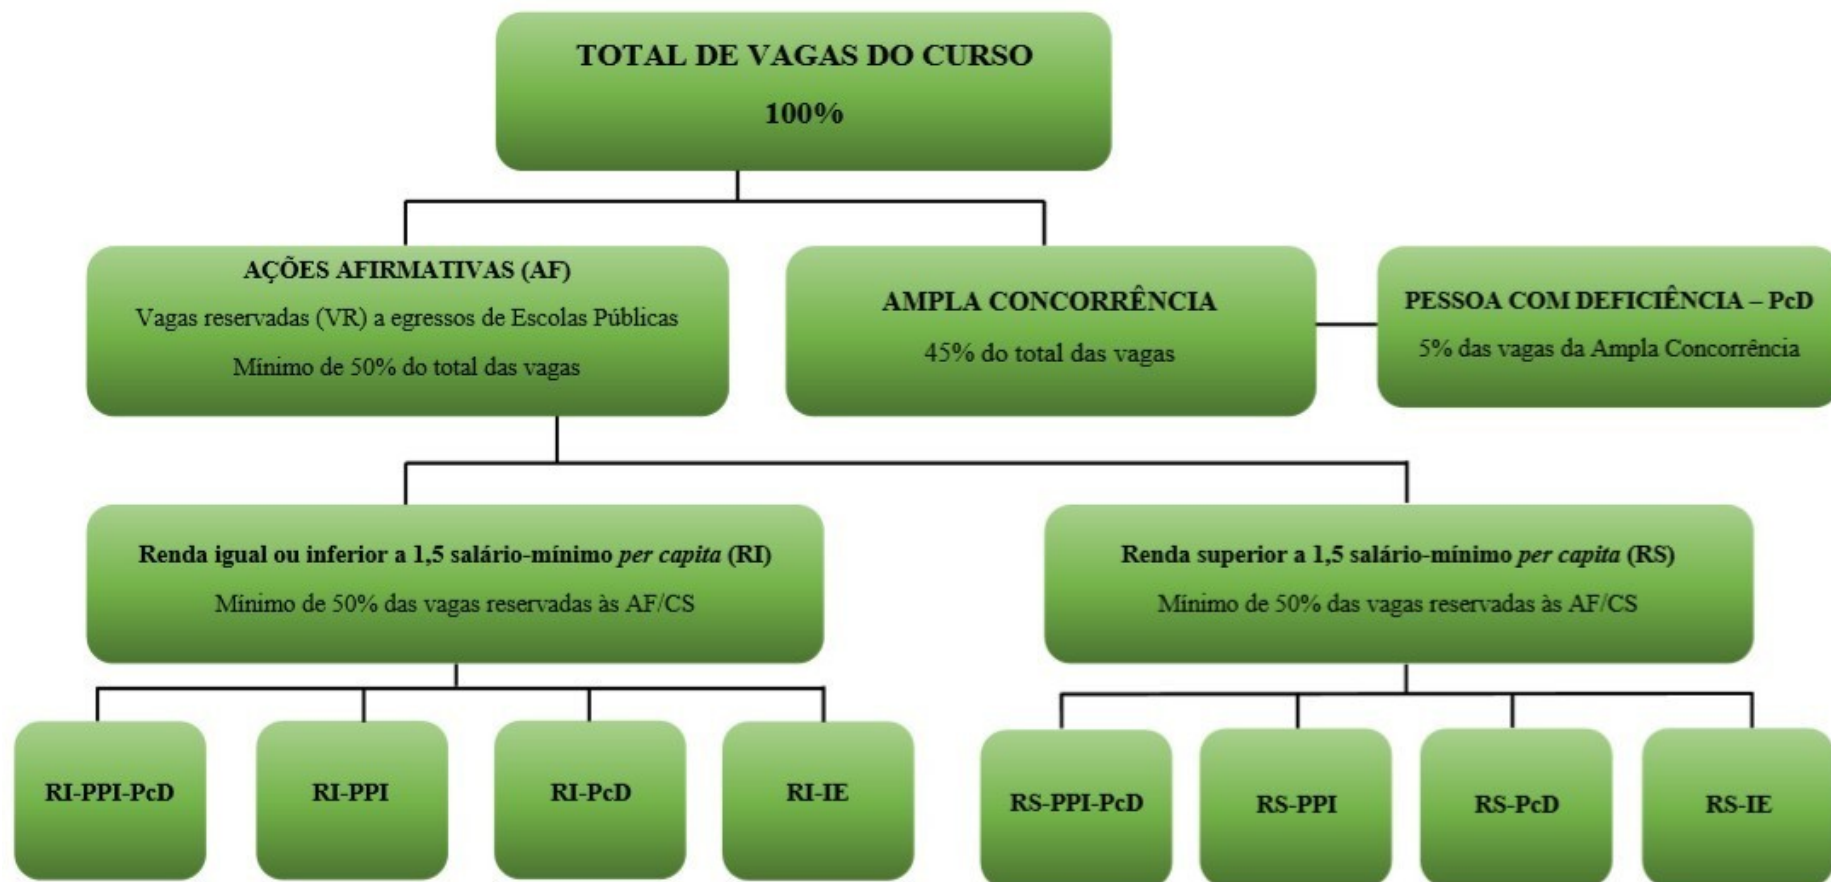 TOTAL DE VAGAS DO CURSO
100%
AÇÕES AFIRMATIVAS (AF)
Vagas reservadas (VR) a egressos de Escolas Públicas
Mínimo de 50% do total das vagas
AMPLA CONCORRÊNCIA
45% do total das vagas
PESSOA COM DEFICIÊNCIA – PcD
5% das vagas da Ampla Concorrência
Renda igual ou inferior a 1,5 salário-mínimo per capita (RI)
Mínimo de 50% das vagas reservadas às AF/CS
Renda superior a 1,5 salário-mínimo per capita (RS)
Mínimo de 50% das vagas reservadas às AF/CS
RI-PPI-PcD
RI-PPI
RI-PcD
RI-IE
RS-PPI-PcD
RS-PPI
RS-PcD
RS-IE